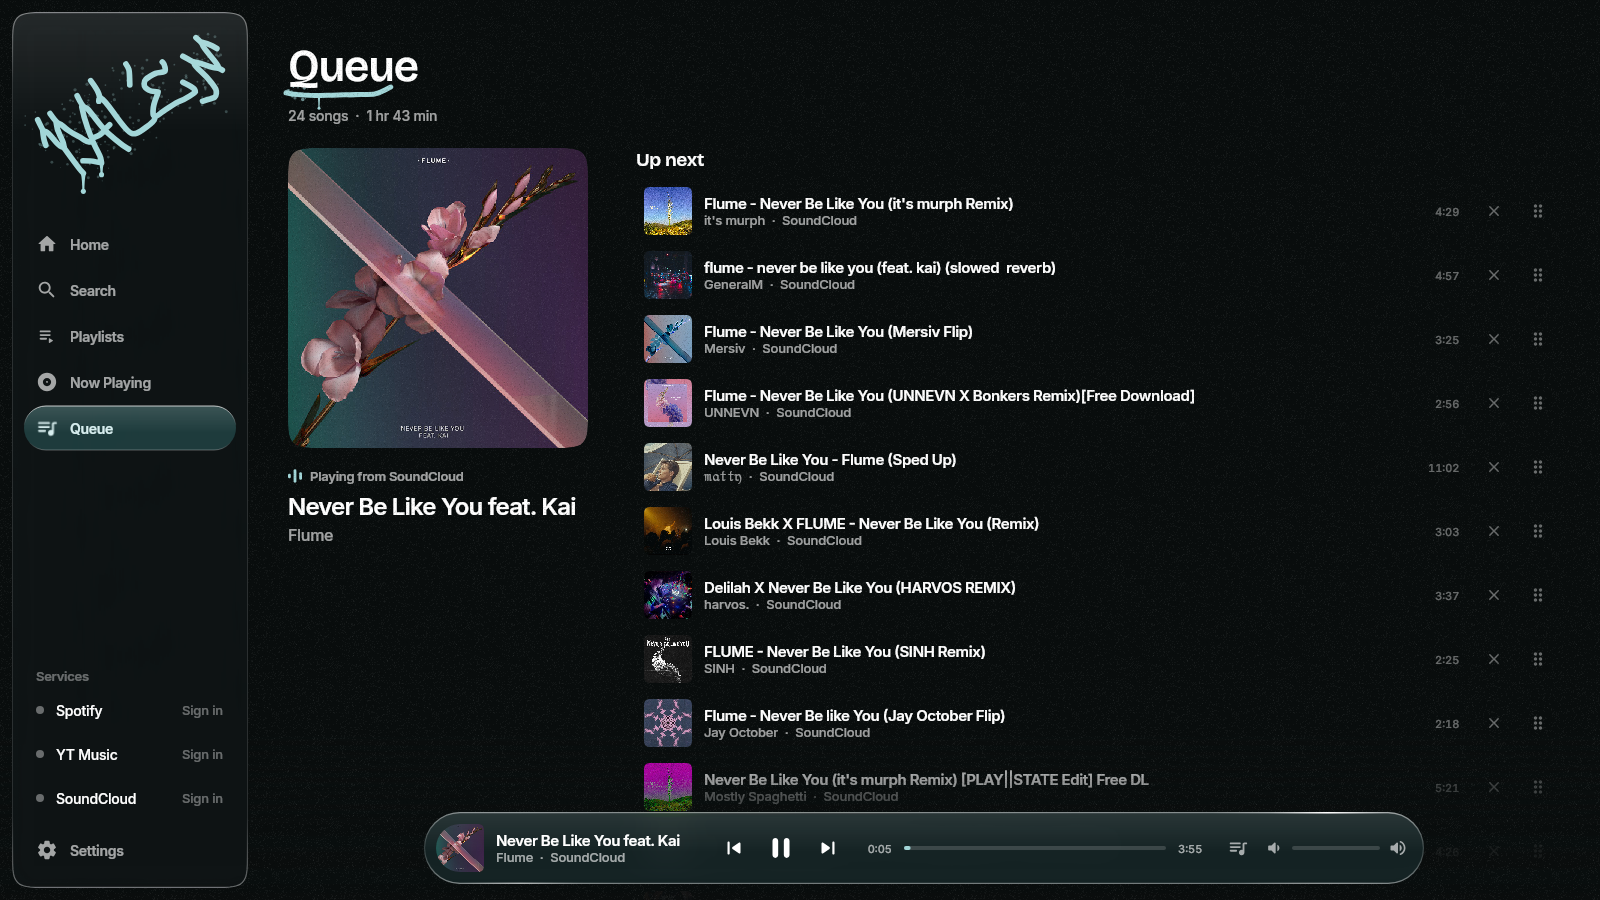 MAL'EN
Home
Search
Playlists
Now Playing
Queue
Services
Spotify Sign in
YT Music Sign in
SoundCloud Sign in
Settings
Queue
24 songs · 1 hr 43 min
· FLUME ·
NEVER BE LIKE YOU
FEAT. KAI
Playing from SoundCloud
Never Be Like You feat. Kai
Flume
Up next
Flume - Never Be Like You (it's murph Remix)
it's murph · SoundCloud
4:29
flume - never be like you (feat. kai) (slowed reverb)
GeneralM · SoundCloud
4:57
Flume - Never Be Like You (Mersiv Flip)
Mersiv · SoundCloud
3:25
Flume - Never Be Like You (UNNEVN X Bonkers Remix)[Free Download]
UNNEVN · SoundCloud
2:56
Never Be Like You - Flume (Sped Up)
matty · SoundCloud
11:02
Louis Bekk X FLUME - Never Be Like You (Remix)
Louis Bekk · SoundCloud
3:03
Delilah X Never Be Like You (HARVOS REMIX)
harvos. · SoundCloud
3:37
FLUME - Never Be Like You (SINH Remix)
SINH · SoundCloud
2:25
Flume - Never Be like You (Jay October Flip)
Jay October · SoundCloud
2:18
Never Be Like You (it's murph Remix) [PLAY||STATE Edit] Free DL
Mostly Spaghetti · SoundCloud
5:21
Never Be Like You feat. Kai
Flume · SoundCloud
0:05
3:55
4:28